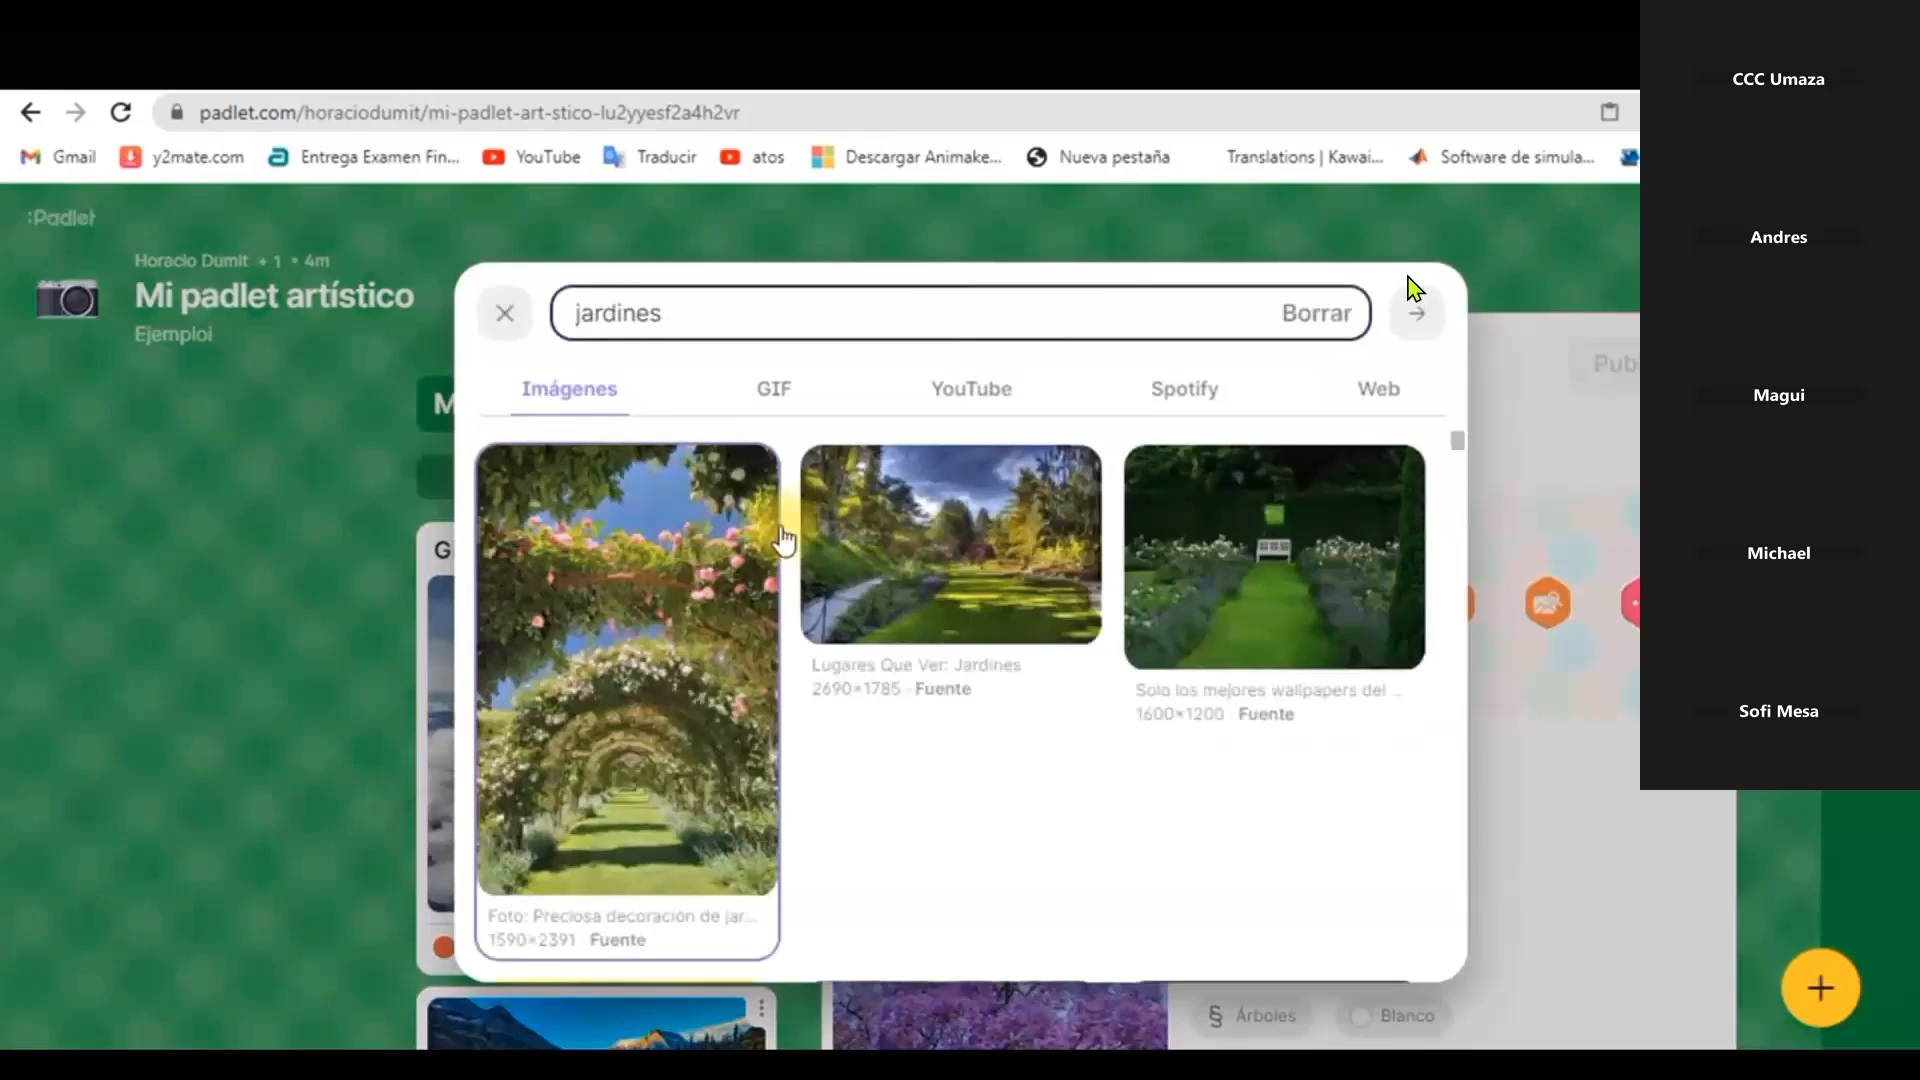 padlet.com/horaciodumit/mi-padlet-art-stico-lu2yyesf2a4h2vr
Gmail y2mate.com Entrega Examen Fin... YouTube Traducir atos Descargar Animake... Nueva pestaña Translations | Kawai... Software de simula...
:Padlet
Horacio Dumit + 1 • 4m
Mi padlet artístico
Ejemploi
jardines Borrar
Publ
M
Imágenes GIF YouTube Spotify Web
G
Lugares Que Ver: Jardines
2690×1785 · Fuente
Solo los mejores wallpapers del ...
1600×1200 · Fuente
Foto: Preciosa decoración de jar...
1590×2391 · Fuente
§ Árboles Blanco
CCC Umaza
Andres
Magui
Michael
Sofi Mesa